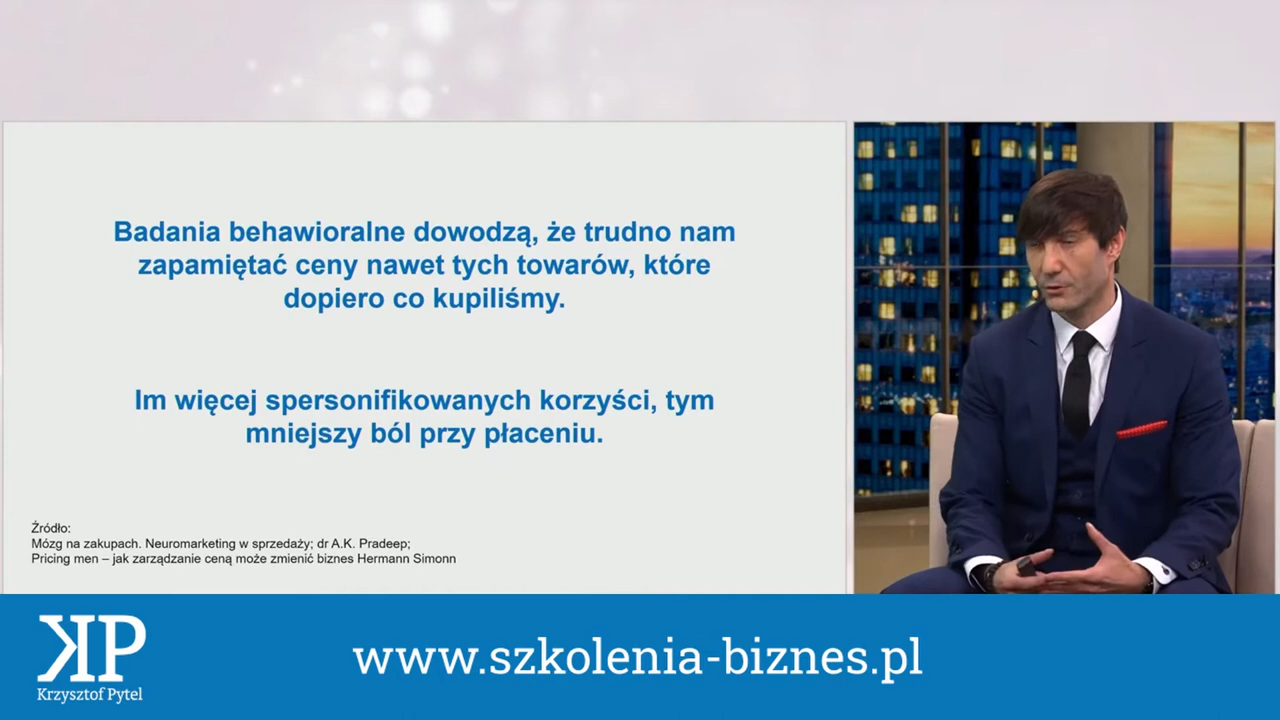 Badania behawioralne dowodzą, że trudno nam
zapamiętać ceny nawet tych towarów, które
dopiero co kupiliśmy.
Im więcej spersonifikowanych korzyści, tym
mniejszy ból przy płaceniu.
Źródło:
Mózg na zakupach. Neuromarketing w sprzedaży; dr A.K. Pradeep;
Pricing men – jak zarządzanie ceną może zmienić biznes Hermann Simonn
KP
Krzysztof Pytel
www.szkolenia-biznes.pl